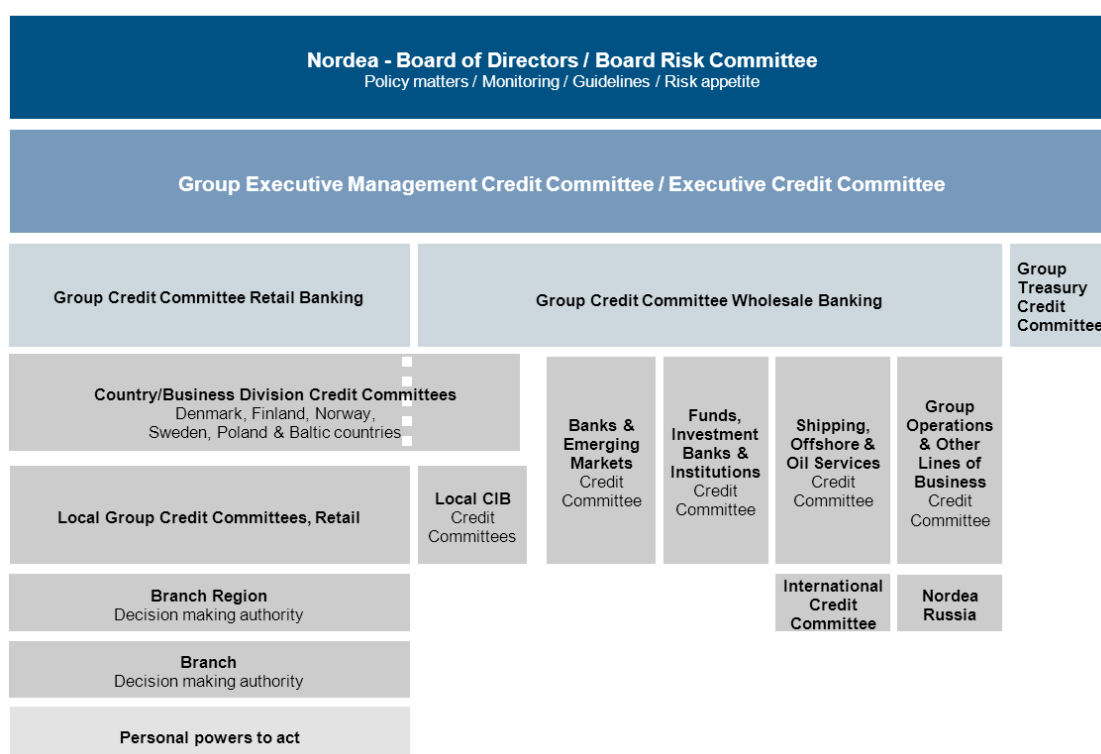 Nordea - Board of Directors / Board Risk Committee
Policy matters / Monitoring / Guidelines / Risk appetite
Group Executive Management Credit Committee / Executive Credit Committee
Group Credit Committee Retail Banking
Group Credit Committee Wholesale Banking
Group
Treasury
Credit
Committee
Country/Business Division Credit Committees
Denmark, Finland, Norway,
Sweden, Poland & Baltic countries
Banks &
Emerging
Markets
Credit
Committee
Funds,
Investment
Banks &
Institutions
Credit
Committee
Shipping,
Offshore &
Oil Services
Credit
Committee
Group
Operations
& Other
Lines of
Business
Credit
Committee
Local Group Credit Committees, Retail
Local CIB
Credit
Committees
Branch Region
Decision making authority
International
Credit
Committee
Nordea
Russia
Branch
Decision making authority
Personal powers to act